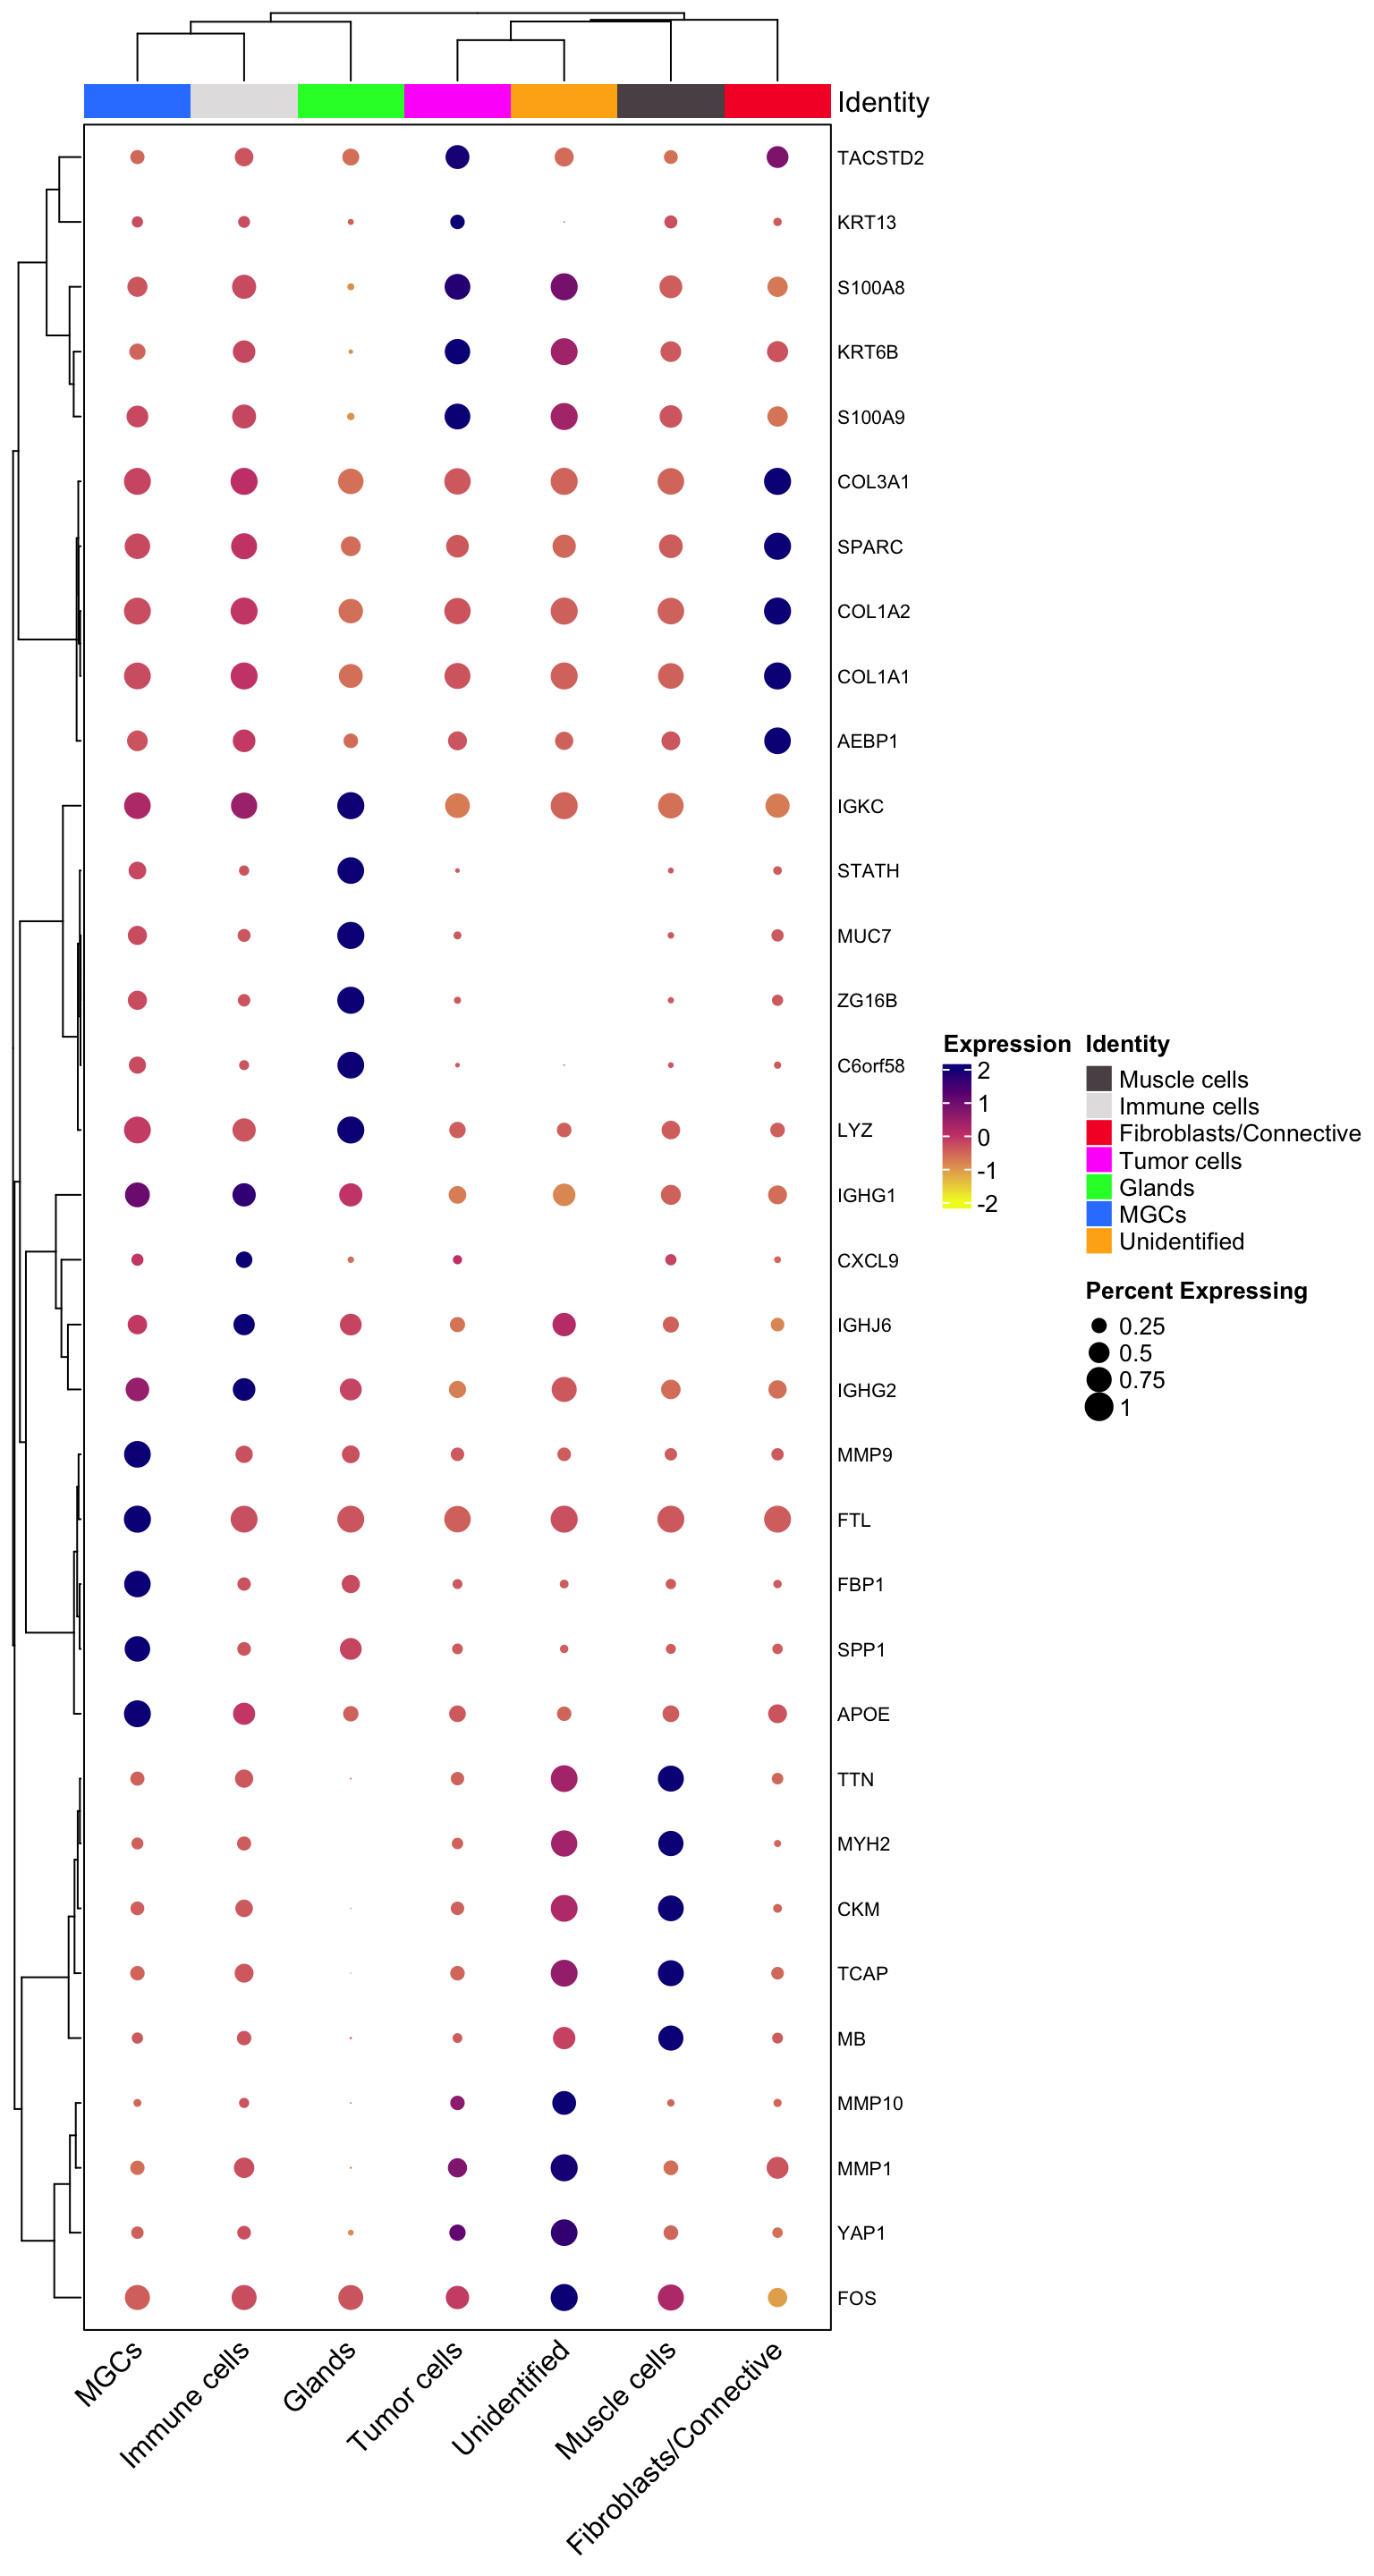 Identity
TACSTD2
KRT13
S100A8
KRT6B
S100A9
COL3A1
SPARC
COL1A2
COL1A1
AEBP1
IGKC
STATH
MUC7
ZG16B
C6orf58
LYZ
IGHG1
CXCL9
IGHJ6
IGHG2
MMP9
FTL
FBP1
SPP1
APOE
TTN
MYH2
CKM
TCAP
MB
MMP10
MMP1
YAP1
FOS
MGCs
Immune cells
Glands
Tumor cells
Unidentified
Muscle cells
Fibroblasts/Connective
Expression
2
1
0
-1
-2
Identity
Muscle cells
Immune cells
Fibroblasts/Connective
Tumor cells
Glands
MGCs
Unidentified
Percent Expressing
0.25
0.5
0.75
1